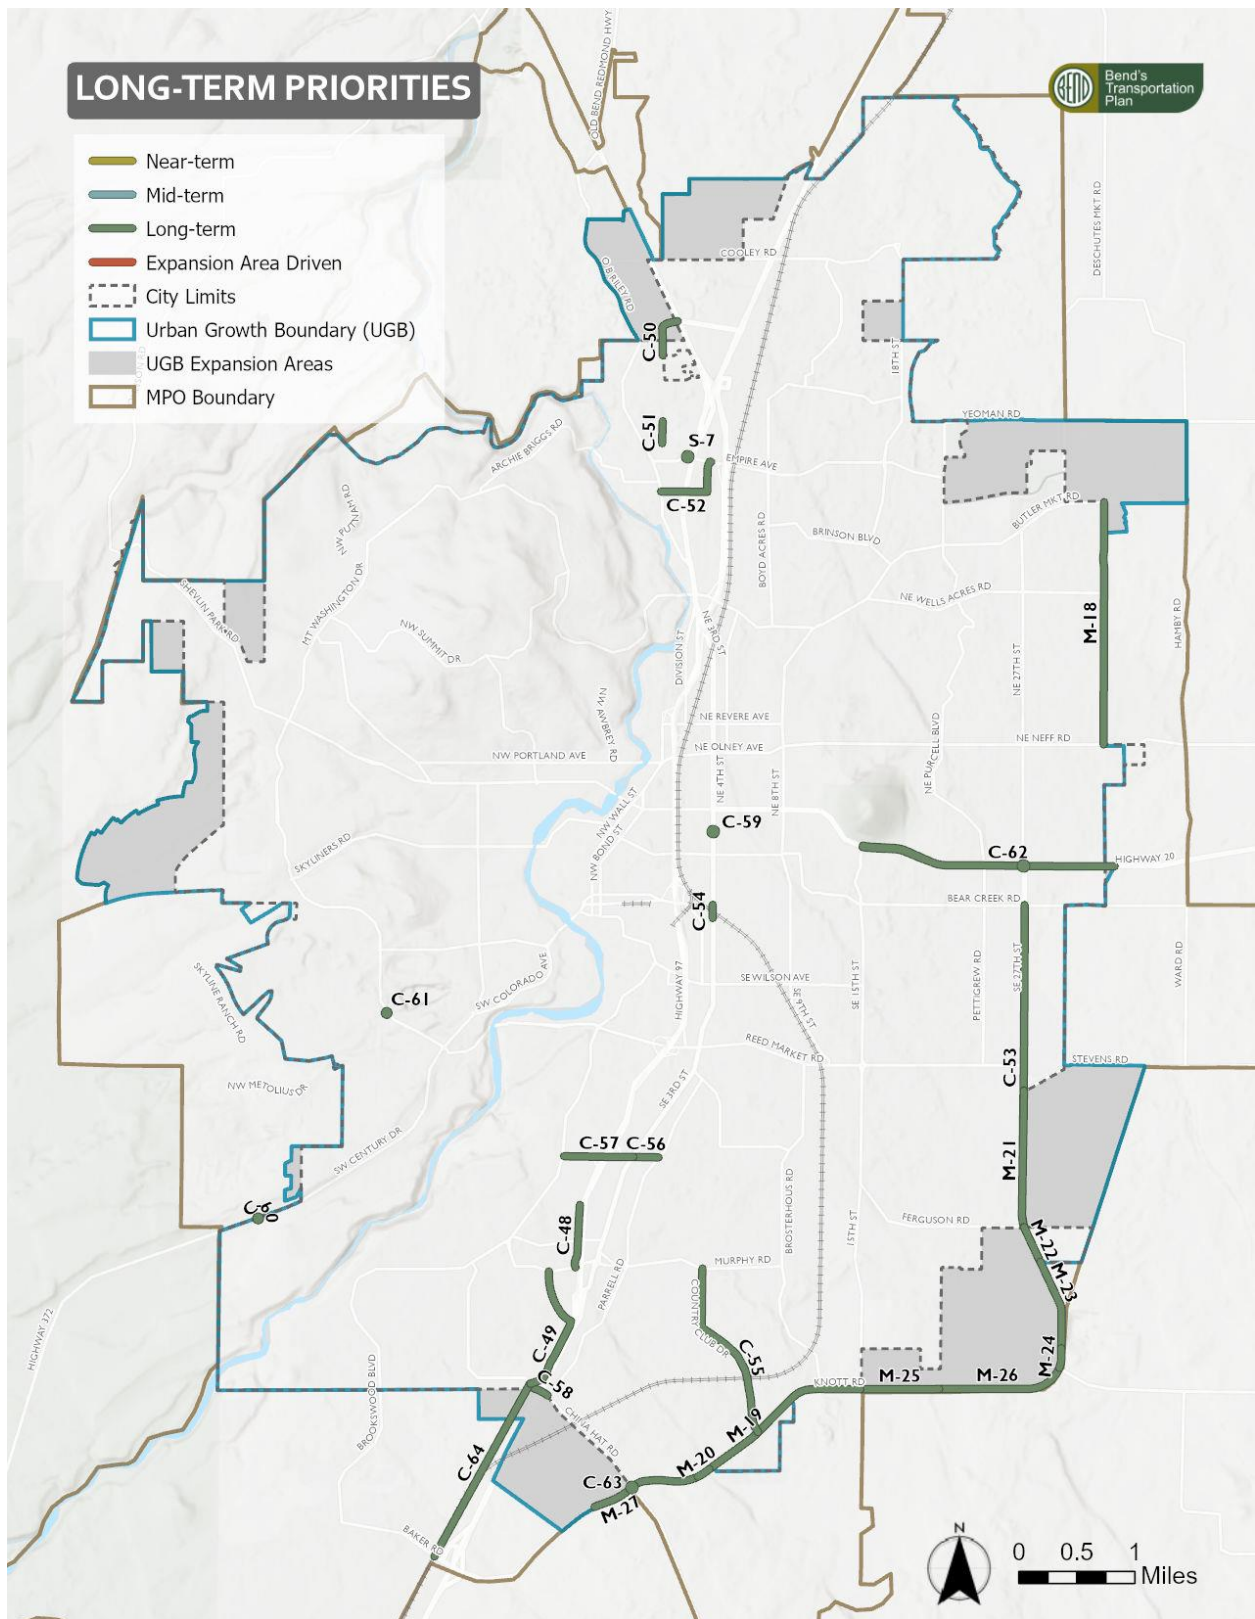 LONG-TERM PRIORITIES
BEND
Bend's
Transportation
Plan
Near-term
Mid-term
Long-term
Expansion Area Driven
City Limits
Urban Growth Boundary (UGB)
UGB Expansion Areas
MPO Boundary
OLD BEND REDMOND HWY
DESCHUTES MKT RD
COOLEY RD
O.B. RILEY RD
C-50
18TH ST
YEOMAN RD
C-51
S-7
ARCHIE BRIGGS RD
EMPIRE AVE
NW PUTNAM RD
C-52
BUTLER MKT RD
BRINSON BLVD
BOYD ACRES RD
SHEVLIN PARK RD
MT WASHINGTON DR
NE WELLS ACRES RD
HAMBY RD
M-18
NW SUMMIT DR
NE 3RD ST
DIVISION ST
NE 27TH ST
NW AWBREY RD
NE REVERE AVE
NE PURCELL BLVD
NE NEFF RD
NW PORTLAND AVE
NE OLNEY AVE
NE 4TH ST
NE 8TH ST
NW WALL ST
C-59
NW BOND ST
SKYLINERS RD
C-62
HIGHWAY 20
C-54
BEAR CREEK RD
SKYLINE RANCH RD
SW COLORADO AVE
HIGHWAY 97
SE WILSON AVE
SE 9TH ST
SE 15TH ST
PETTIGREW RD
SE 27TH ST
WARD RD
C-61
REED MARKET RD
STEVENS RD
C-53
NW METOLIUS DR
SE 3RD ST
SW CENTURY DR
C-57
C-56
M-21
BROSTERHOUS RD
C-60
C-48
15TH ST
FERGUSON RD
M-22/M-23
PARRELL RD
MURPHY RD
HIGHWAY 372
COUNTRY CLUB DR
C-49
C-55
M-24
C-58
KNOTT RD
M-25
M-26
BROOKSWOOD BLVD
CHINA HAT RD
M-19
C-64
M-20
C-63
M-27
BAKER RD
N
0 0.5 1
Miles